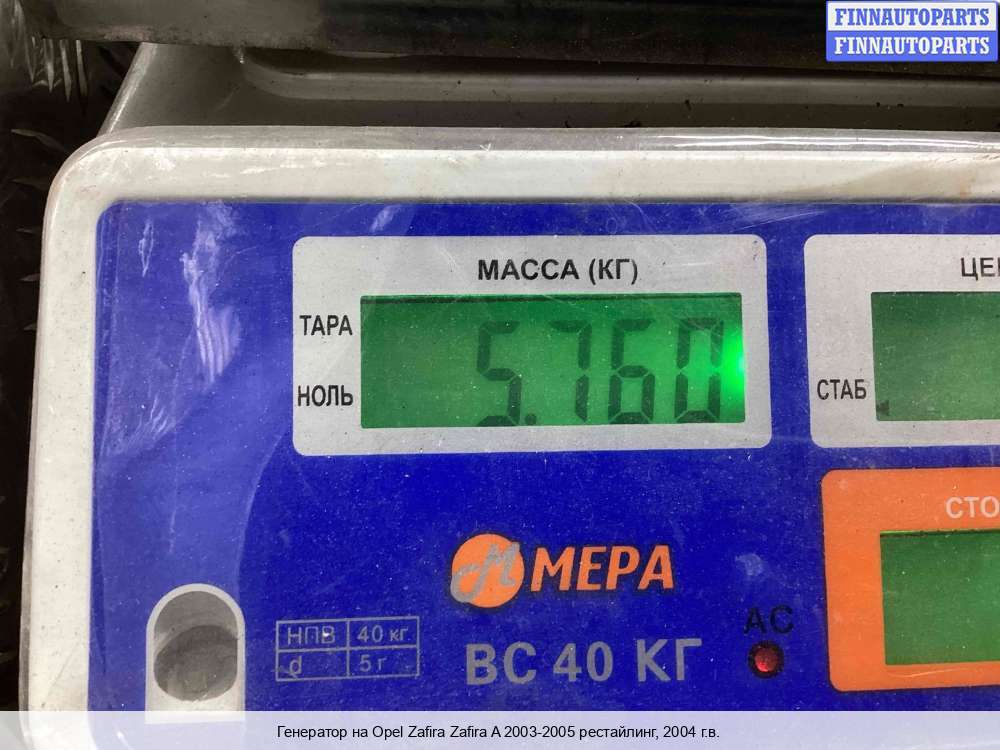 FINNAUTOPARTS
FINNAUTOPARTS
МАССА (КГ)
ТАРА
НОЛЬ
5.760
СТАБ
МЕРА
НПВ 40 кг
d 5 г
ВС 40 КГ
АС
Генератор на Opel Zafira Zafira A 2003-2005 рестайлинг, 2004 г.в.